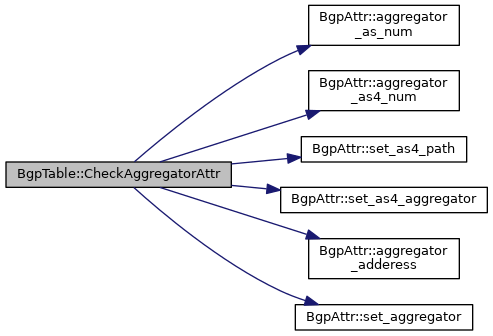 BgpAttr::aggregator
_as_num
BgpAttr::aggregator
_as4_num
BgpTable::CheckAggregatorAttr
BgpAttr::set_as4_path
BgpAttr::set_as4_aggregator
BgpAttr::aggregator
_adderess
BgpAttr::set_aggregator